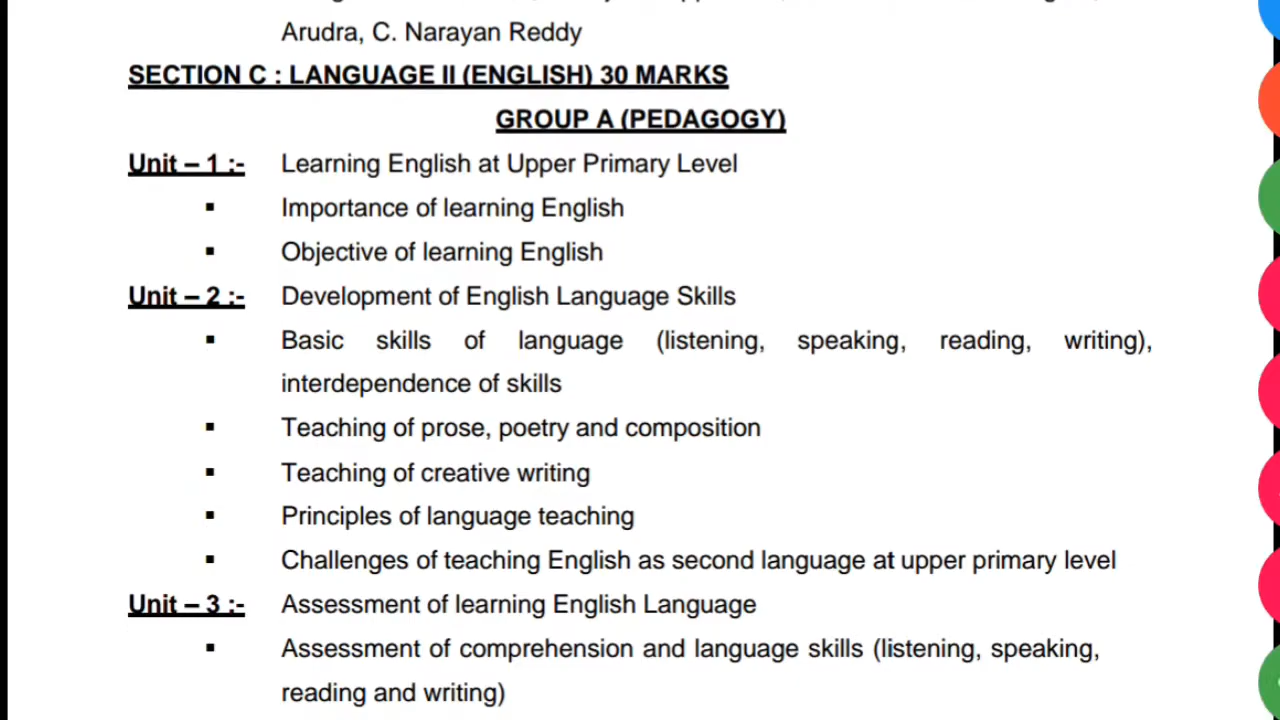 Arudra, C. Narayan Reddy
SECTION C : LANGUAGE II (ENGLISH) 30 MARKS
GROUP A (PEDAGOGY)
Unit – 1 :- Learning English at Upper Primary Level
▪ Importance of learning English
▪ Objective of learning English
Unit – 2 :- Development of English Language Skills
▪ Basic skills of language (listening, speaking, reading, writing),
interdependence of skills
▪ Teaching of prose, poetry and composition
▪ Teaching of creative writing
▪ Principles of language teaching
▪ Challenges of teaching English as second language at upper primary level
Unit – 3 :- Assessment of learning English Language
▪ Assessment of comprehension and language skills (listening, speaking,
reading and writing)